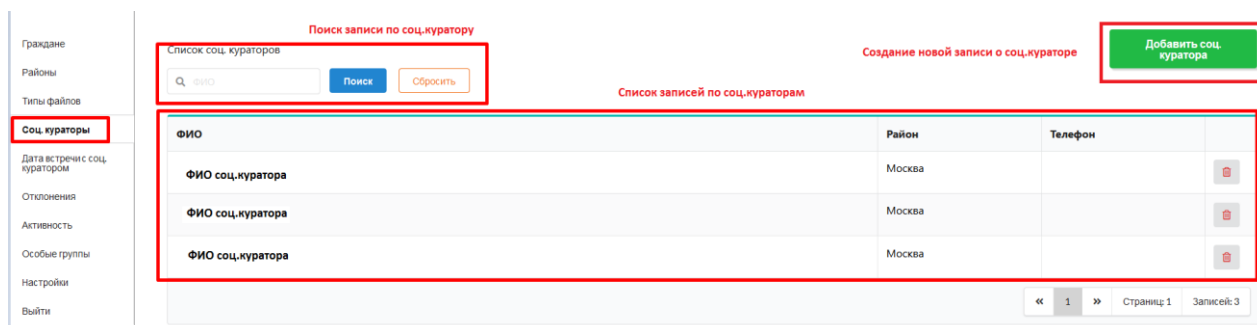 Граждане
Районы
Типы файлов
Соц. кураторы
Дата встречи с соц.
куратором
Отклонения
Активность
Особые группы
Настройки
Выйти
Поиск записи по соц.куратору
Список соц. кураторов
ФИО
Поиск
Сбросить
Создание новой записи о соц.кураторе
Добавить соц.
куратора
Список записей по соц.кураторам
ФИО Район Телефон
ФИО соц.куратора Москва
ФИО соц.куратора Москва
ФИО соц.куратора Москва
« 1 » Страниц: 1 Записей: 3